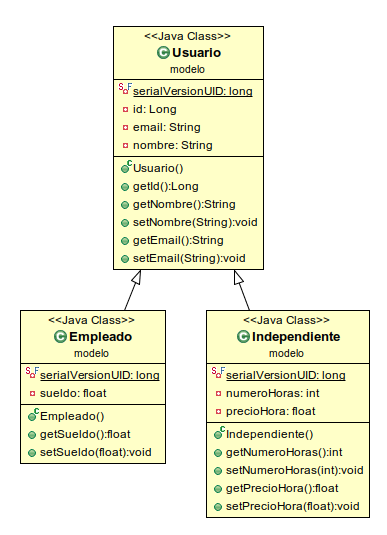 <<Java Class>>
Usuario
modelo
serialVersionUID: long
id: Long
email: String
nombre: String
Usuario()
getId():Long
getNombre():String
setNombre(String):void
getEmail():String
setEmail(String):void
<<Java Class>>
Empleado
modelo
serialVersionUID: long
sueldo: float
Empleado()
getSueldo():float
setSueldo(float):void
<<Java Class>>
Independiente
modelo
serialVersionUID: long
numeroHoras: int
precioHora: float
Independiente()
getNumeroHoras():int
setNumeroHoras(int):void
getPrecioHora():float
setPrecioHora(float):void